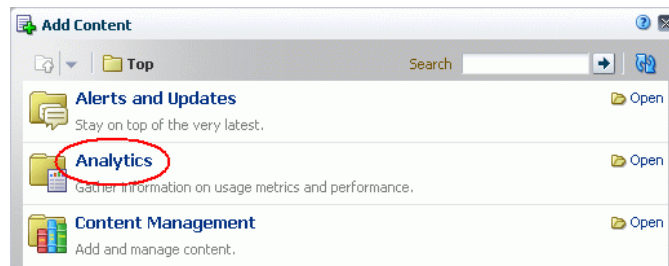 Add Content
Top
Search
Alerts and Updates
Open
Stay on top of the very latest.
Analytics
Open
Gather information on usage metrics and performance.
Content Management
Open
Add and manage content.